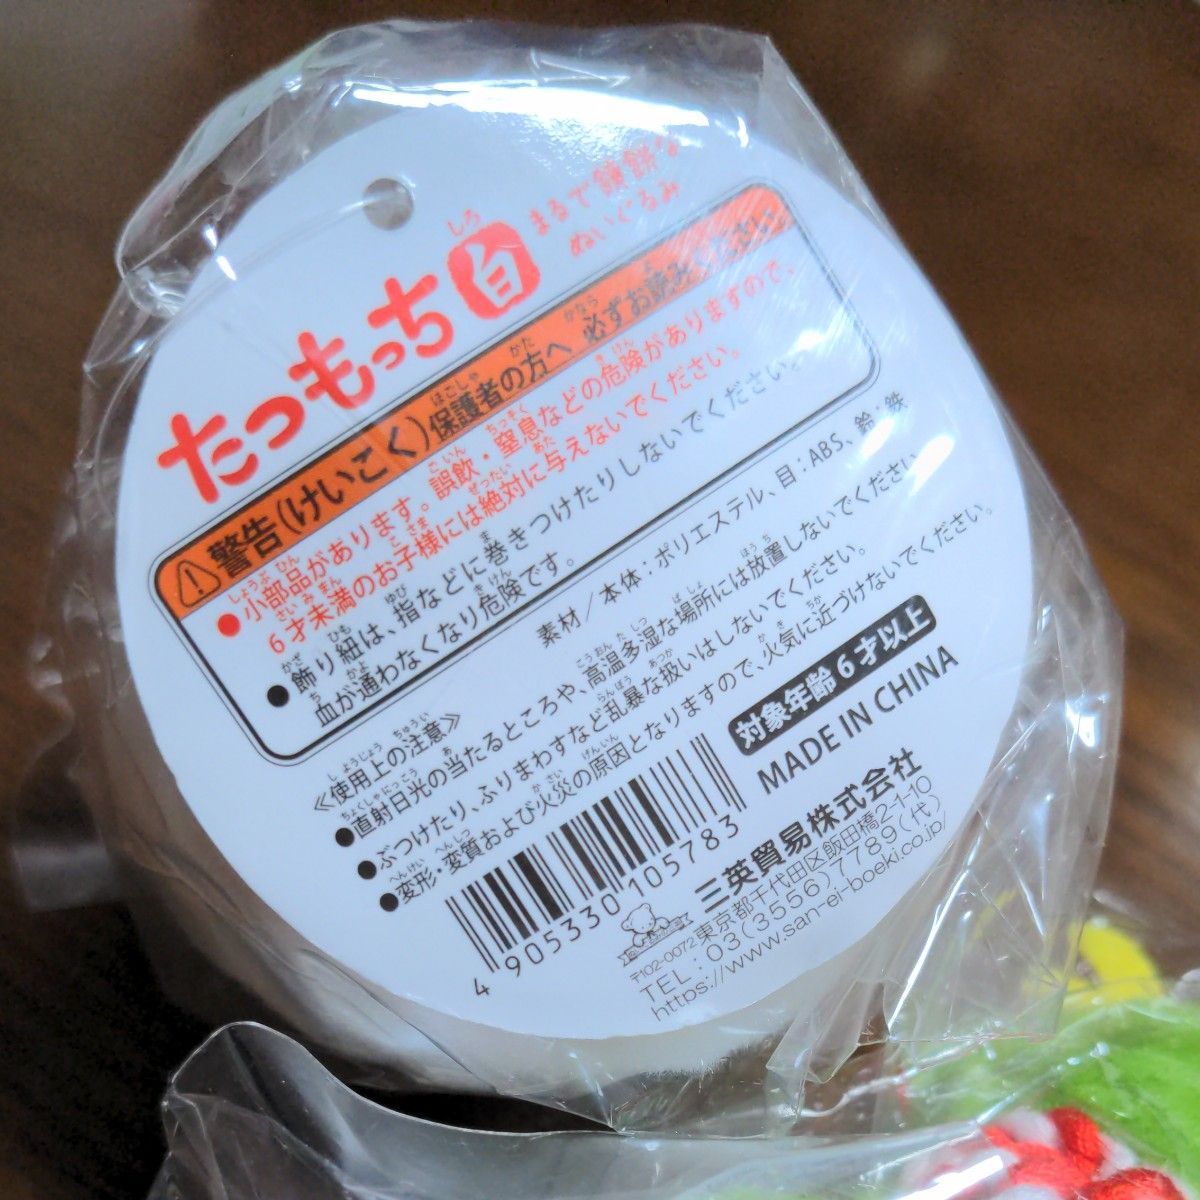 たつもっち白
しろ
まるで鏡餅な
ぬいぐるみ
警告(けいこく)保護者の方へ 必ずお読みください
●小部品があります。誤飲・窒息などの危険がありますので、
6才未満のお子様には絶対に与えないでください。
●飾り紐は、指などに巻きつけたりしないでください。
血が通わなくなり危険です。
素材/本体:ポリエステル、目:ABS、鈴:鉄
≪使用上の注意≫
●直射日光の当たるところや、高温多湿な場所には放置しないでください。
●ぶつけたり、ふりまわすなど乱暴な扱いはしないでください。
●変形・変質および火災の原因となりますので、火気に近づけないでください。
対象年齢6才以上
MADE IN CHINA
4 905330 105783
三英貿易株式会社
〒102-0072 東京都千代田区飯田橋2-1-10
TEL:03(3556)7789(代)
https://www.san-ei-boeki.co.jp/